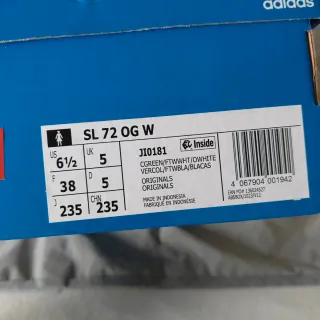 adidas
SL 72 OG W
US 6½ UK 5
F 38 D 5
J 235 CHN 235
JI0181
Inside
CGREEN/FTWWHT/OWHITE
VERCOL/FTWBLA/BLACAS
ORIGINALS
ORIGINALS
MADE IN INDONESIA
FABRIQUÉ EN INDONÉSIE
4 067904 001942